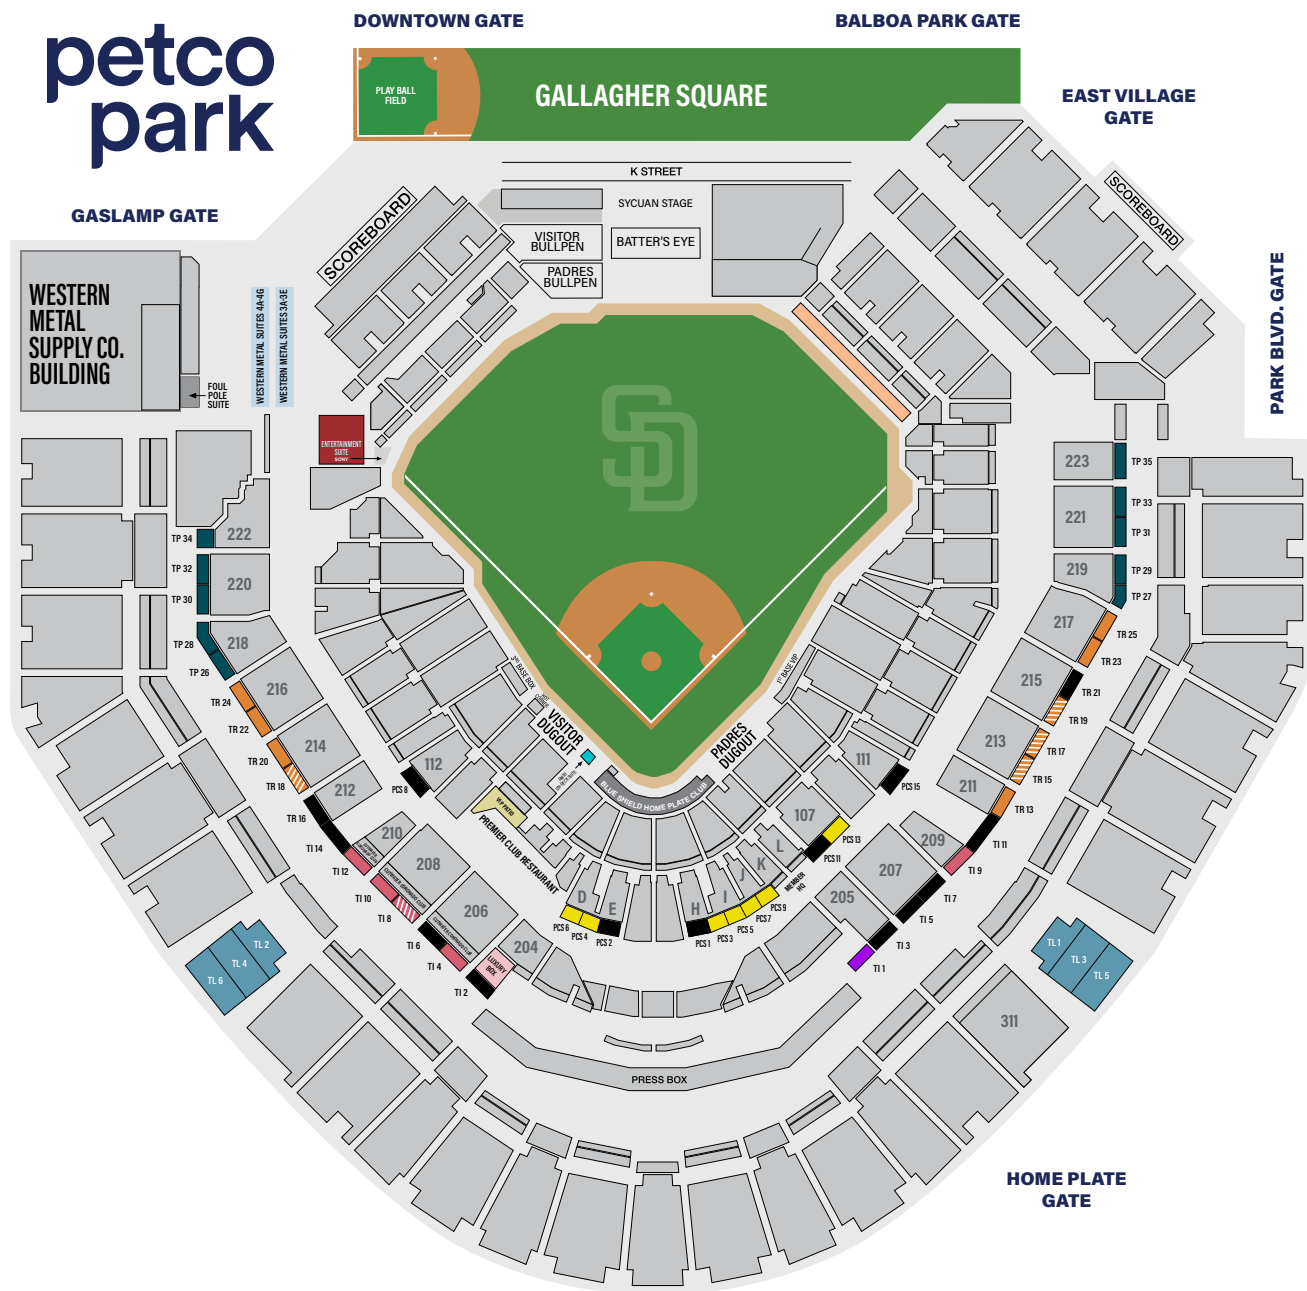 DOWNTOWN GATE
BALBOA PARK GATE
petco
park
PLAY BALL
FIELD
GALLAGHER SQUARE
EAST VILLAGE
GATE
K STREET
SCOREBOARD
SYCUAN STAGE
SCOREBOARD
GASLAMP GATE
VISITOR
BULLPEN
BATTER'S EYE
PADRES
BULLPEN
PARK BLVD. GATE
WESTERN
METAL
SUPPLY CO.
BUILDING
WESTERN METAL SUITES 4A-4G
WESTERN METAL SUITES 3A-3E
FOUL
POLE
SUITE
SD
ENTERTAINMENT
SUITE
SONY
223
TP 35
TP 33
221
TP 31
219
TP 29
TP 27
217
TR 25
TR 23
215
TR 21
TR 19
213
TR 17
TR 15
211
TR 13
TP 34
222
TP 32
220
TP 30
TP 28
218
TP 26
216
TR 24
TR 22
214
TR 20
TR 18
212
TR 16
3RD BASE BOX
1ST BASE VIP
VISITOR
DUGOUT
PADRES
DUGOUT
BLUE SHIELD HOME PLATE CLUB
112
PCS 8
111
PCS 15
PREMIER CLUB RESTAURANT
107
PCS 13
PCS 11
L
K
J
I
H
MEMBER
HQ
D
E
PCS 6
PCS 4
PCS 2
PCS 1
PCS 3
PCS 5
PCS 7
PCS 9
TI 14
210
TI 12
208
TI 10
TI 8
206
TI 6
TI 4
204
LUXURY
BOX
TI 2
209
TI 11
TI 9
207
TI 7
205
TI 5
TI 3
TI 1
TL 2
TL 4
TL 6
TL 1
TL 3
TL 5
311
PRESS BOX
HOME PLATE
GATE